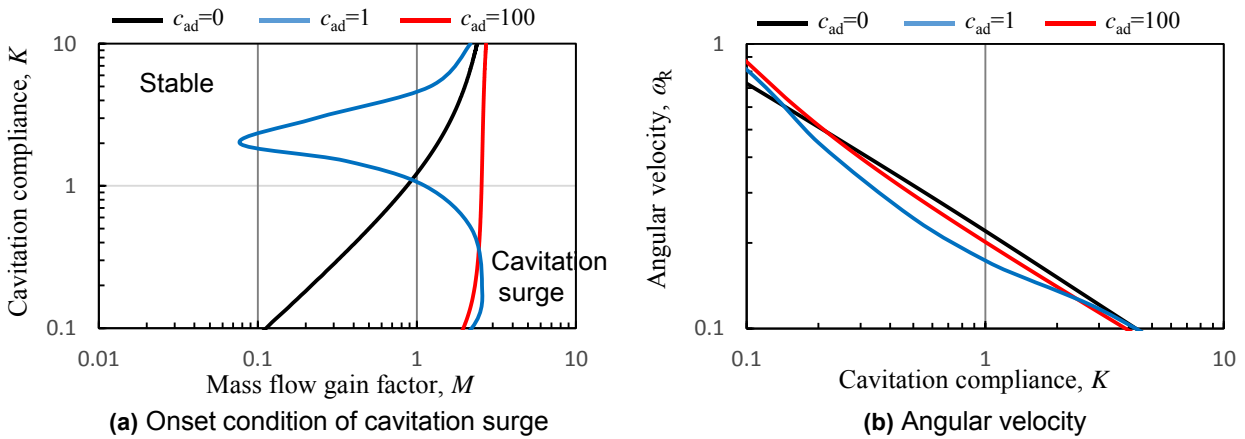 c_ad=0 c_ad=1 c_ad=100
10
Stable
1
Cavitation
surge
0.1
0.01 0.1 1 10
Cavitation compliance, K
Mass flow gain factor, M
(a) Onset condition of cavitation surge
c_ad=0 c_ad=1 c_ad=100
1
0.1
0.1 1 10
Angular velocity, ω_R
Cavitation compliance, K
(b) Angular velocity